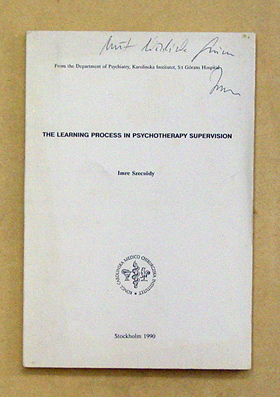 mit
From the Department of Psychiatry, Karolinska Institutet, S:t Görans Hospital
THE LEARNING PROCESS IN PSYCHOTHERAPY SUPERVISION
Imre Szecsödy
Stockholm 1990